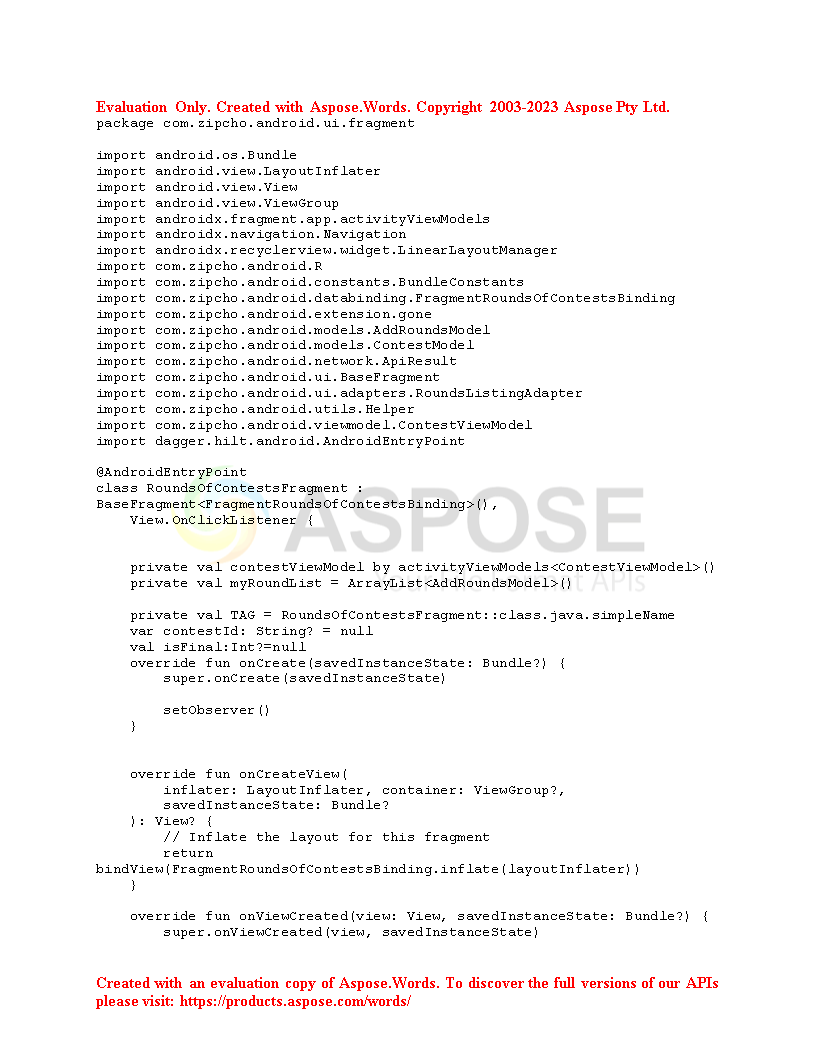 Evaluation Only. Created with Aspose.Words. Copyright 2003-2023 Aspose Pty Ltd.
package com.zipcho.android.ui.fragment
import android.os.Bundle
import android.view.LayoutInflater
import android.view.View
import android.view.ViewGroup
import androidx.fragment.app.activityViewModels
import androidx.navigation.Navigation
import androidx.recyclerview.widget.LinearLayoutManager
import com.zipcho.android.R
import com.zipcho.android.constants.BundleConstants
import com.zipcho.android.databinding.FragmentRoundsOfContestsBinding
import com.zipcho.android.extension.gone
import com.zipcho.android.models.AddRoundsModel
import com.zipcho.android.models.ContestModel
import com.zipcho.android.network.ApiResult
import com.zipcho.android.ui.BaseFragment
import com.zipcho.android.ui.adapters.RoundsListingAdapter
import com.zipcho.android.utils.Helper
import com.zipcho.android.viewmodel.ContestViewModel
import dagger.hilt.android.AndroidEntryPoint
@AndroidEntryPoint
class RoundsOfContestsFragment :
BaseFragment<FragmentRoundsOfContestsBinding>(),
    View.OnClickListener {
ASPOSE
    private val contestViewModel by activityViewModels<ContestViewModel>()
    private val myRoundList = ArrayList<AddRoundsModel>()
APIs
    private val TAG = RoundsOfContestsFragment::class.java.simpleName
    var contestId: String? = null
    val isFinal:Int?=null
    override fun onCreate(savedInstanceState: Bundle?) {
        super.onCreate(savedInstanceState)
        setObserver()
    }
    override fun onCreateView(
        inflater: LayoutInflater, container: ViewGroup?,
        savedInstanceState: Bundle?
    ): View? {
        // Inflate the layout for this fragment
        return
bindView(FragmentRoundsOfContestsBinding.inflate(layoutInflater))
    }
    override fun onViewCreated(view: View, savedInstanceState: Bundle?) {
        super.onViewCreated(view, savedInstanceState)
Created with an evaluation copy of Aspose.Words. To discover the full versions of our APIs
please visit: https://products.aspose.com/words/